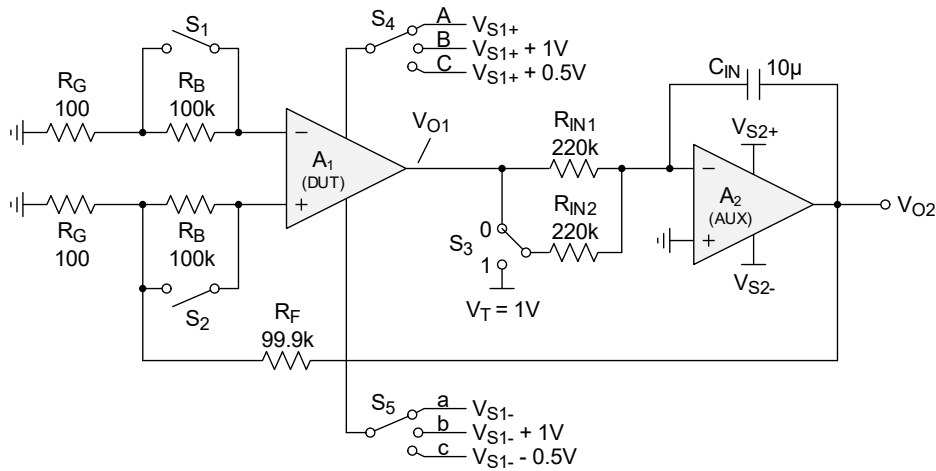 S1
RG
100
RB
100k
RG
100
RB
100k
S2
RF
99.9k
−
+
A1
(DUT)
S4
A
VS1+
B
VS1+ + 1V
C
VS1+ + 0.5V
VO1
RIN1
220k
RIN2
220k
S3
0
1
VT = 1V
CIN
10µ
VS2+
−
+
A2
(AUX)
VS2-
VO2
S5
a
VS1-
b
VS1- + 1V
c
VS1- - 0.5V